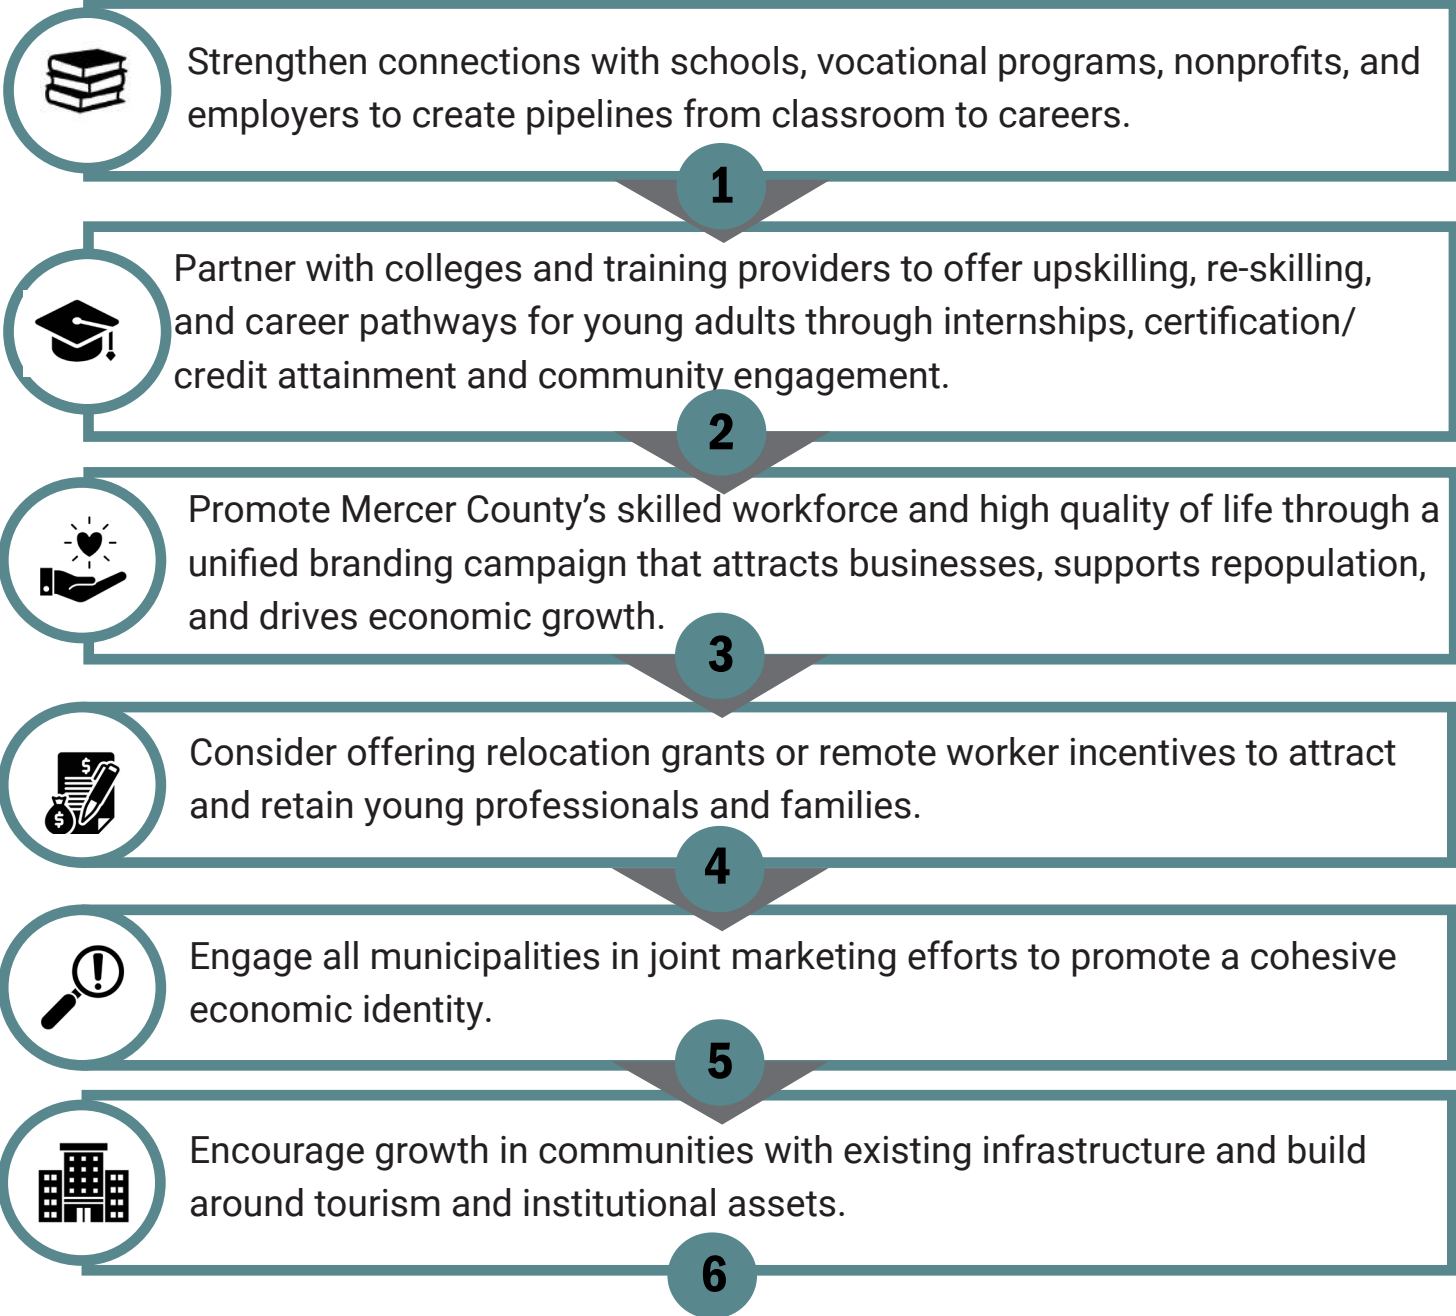 Strengthen connections with schools, vocational programs, nonprofits, and
employers to create pipelines from classroom to careers.
1
Partner with colleges and training providers to offer upskilling, re-skilling,
and career pathways for young adults through internships, certification/
credit attainment and community engagement.
2
Promote Mercer County’s skilled workforce and high quality of life through a
unified branding campaign that attracts businesses, supports repopulation,
and drives economic growth.
3
Consider offering relocation grants or remote worker incentives to attract
and retain young professionals and families.
4
Engage all municipalities in joint marketing efforts to promote a cohesive
economic identity.
5
Encourage growth in communities with existing infrastructure and build
around tourism and institutional assets.
6